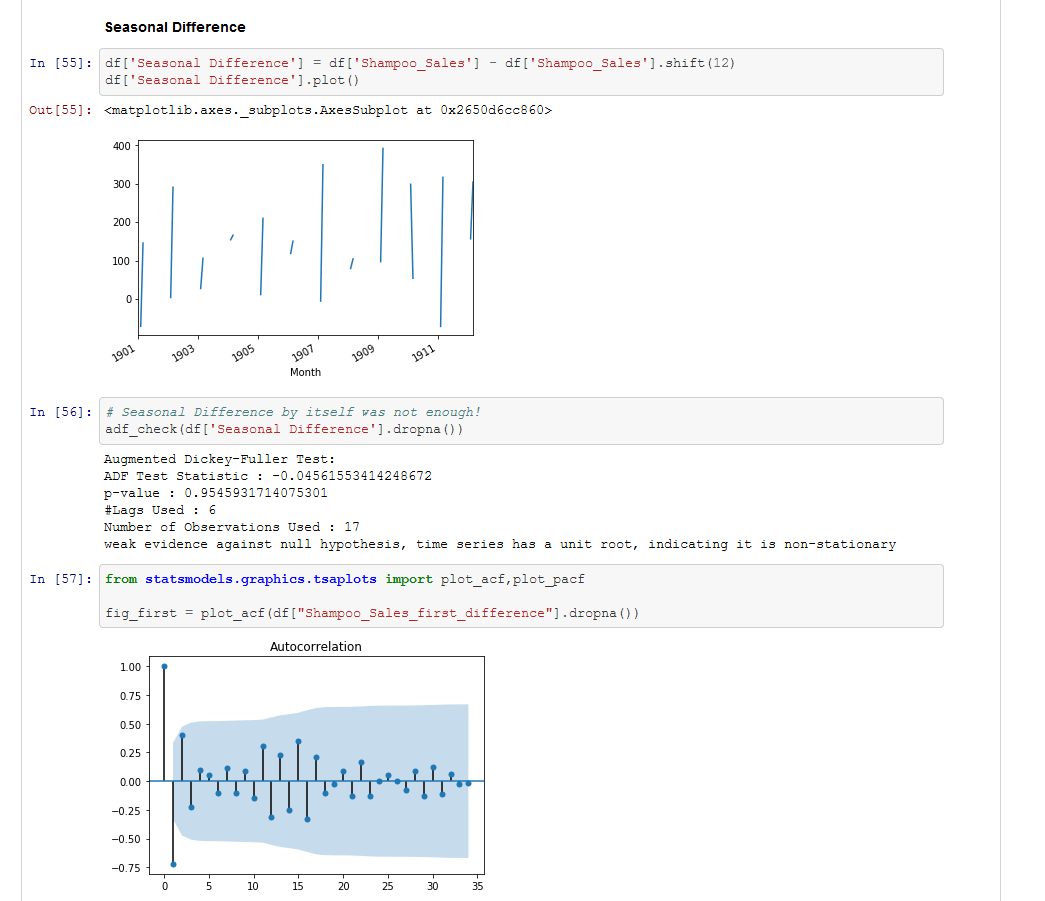 Seasonal Difference
In [55]: df['Seasonal Difference'] = df['Shampoo_Sales'] - df['Shampoo_Sales'].shift(12)
df['Seasonal Difference'].plot()
Out[55]: <matplotlib.axes._subplots.AxesSubplot at 0x2650d6cc860>
400
300
200
100
0
1901 1903 1905 1907 1909 1911
Month
In [56]: # Seasonal Difference by itself was not enough!
adf_check(df['Seasonal Difference'].dropna())
Augmented Dickey-Fuller Test:
ADF Test Statistic : -0.04561553414248672
p-value : 0.9545931714075301
#Lags Used : 6
Number of Observations Used : 17
weak evidence against null hypothesis, time series has a unit root, indicating it is non-stationary
In [57]: from statsmodels.graphics.tsaplots import plot_acf,plot_pacf
fig_first = plot_acf(df["Shampoo_Sales_first_difference"].dropna())
Autocorrelation
1.00
0.75
0.50
0.25
0.00
−0.25
−0.50
−0.75
0 5 10 15 20 25 30 35